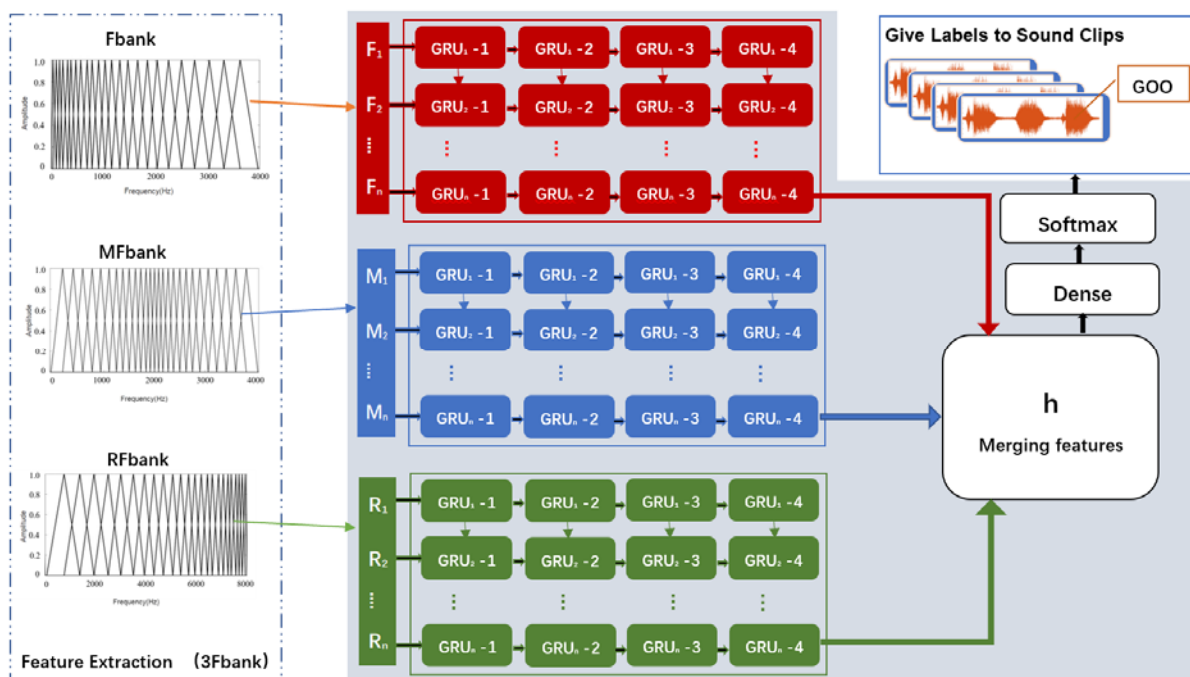 Fbank
1.0
0.8
0.6
0.4
0.2
0
Amplitude
0 1000 2000 3000 4000
Frequency(Hz)
MFbank
1.0
0.8
0.6
0.4
0.2
0.0
Amplitude
0 1000 2000 3000 4000
Frequency(Hz)
RFbank
1.0
0.8
0.6
0.4
0.2
0
Amplitude
0 2000 4000 6000 8000
Frequency(Hz)
Feature Extraction （3Fbank）
F₁ GRU₁ -1 GRU₁ -2 GRU₁ -3 GRU₁ -4
F₂ GRU₂ -1 GRU₂ -2 GRU₂ -3 GRU₂ -4
Fₙ GRUₙ -1 GRUₙ -2 GRUₙ -3 GRUₙ -4
M₁ GRU₁ -1 GRU₁ -2 GRU₁ -3 GRU₁ -4
M₂ GRU₂ -1 GRU₂ -2 GRU₂ -3 GRU₂ -4
Mₙ GRUₙ -1 GRUₙ -2 GRUₙ -3 GRUₙ -4
R₁ GRU₁ -1 GRU₁ -2 GRU₁ -3 GRU₁ -4
R₂ GRU₂ -1 GRU₂ -2 GRU₂ -3 GRU₂ -4
Rₙ GRUₙ -1 GRUₙ -2 GRUₙ -3 GRUₙ -4
Give Labels to Sound Clips
GOO
Softmax
Dense
h
Merging features